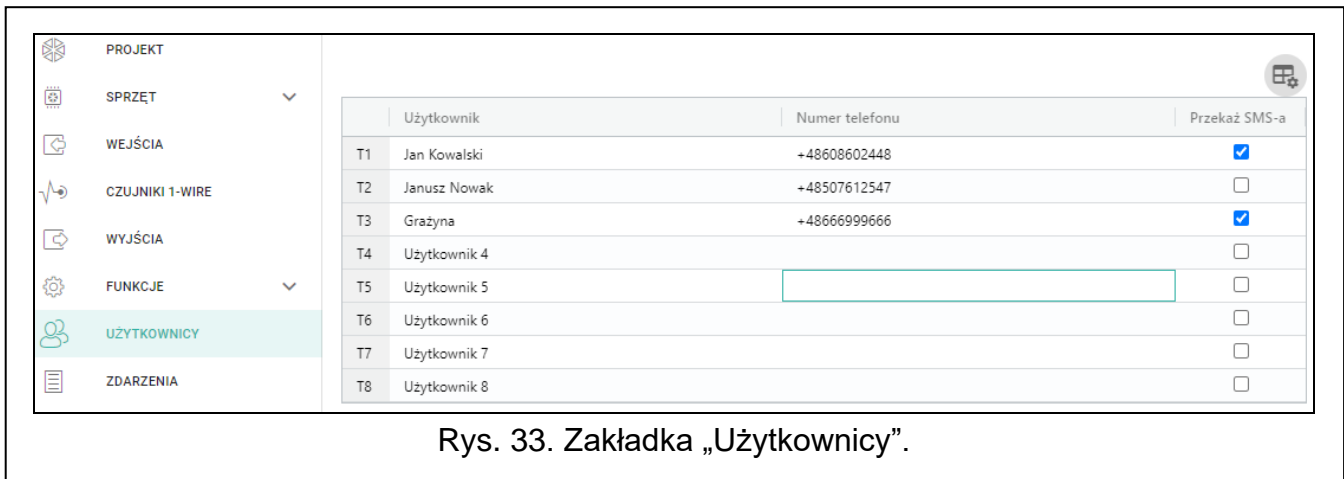 PROJEKT
SPRZĘT
WEJŚCIA
CZUJNIKI 1-WIRE
WYJŚCIA
FUNKCJE
UŻYTKOWNICY
ZDARZENIA
Użytkownik Numer telefonu Przekaż SMS-a
T1 Jan Kowalski +48608602448
T2 Janusz Nowak +48507612547
T3 Grażyna +48666999666
T4 Użytkownik 4
T5 Użytkownik 5
T6 Użytkownik 6
T7 Użytkownik 7
T8 Użytkownik 8
Rys. 33. Zakładka „Użytkownicy”.